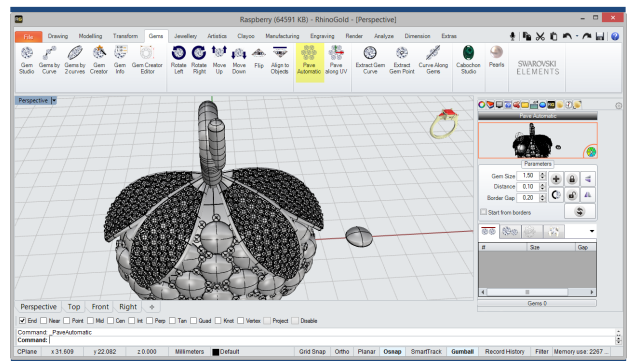 Raspberry (64591 KB) - RhinoGold - [Perspective]
File Drawing Modelling Transform Gems Jewellery Artistics Clayoo Manufacturing Engraving Render Analyze Dimension Extras
Gem Studio Gems by Curve Gems by 2 curves Gem Creator Gem Info Gem Creator Editor Rotate Left Rotate Right Move Up Move Down Flip Align to Objects Pave Automatic Pave along UV Extract Gem Curve Extract Gem Point Curve Along Gems Cabochon Studio Pearls SWAROVSKI ELEMENTS
Perspective
Pave Automatic
Parameters
Gem Size 1,50
Distance 0,10
Border Gap 0,20
Start from borders
# Size Gap
Gems 0
Perspective Top Front Right
End Near Point Mid Cen Int Perp Tan Quad Knot Vertex Project Disable
Command: _PaveAutomatic
Command:
CPlane x 31.609 y 22.082 z 0.000 Millimeters Default Grid Snap Ortho Planar Osnap SmartTrack Gumball Record History Filter Memory use: 2267 ...